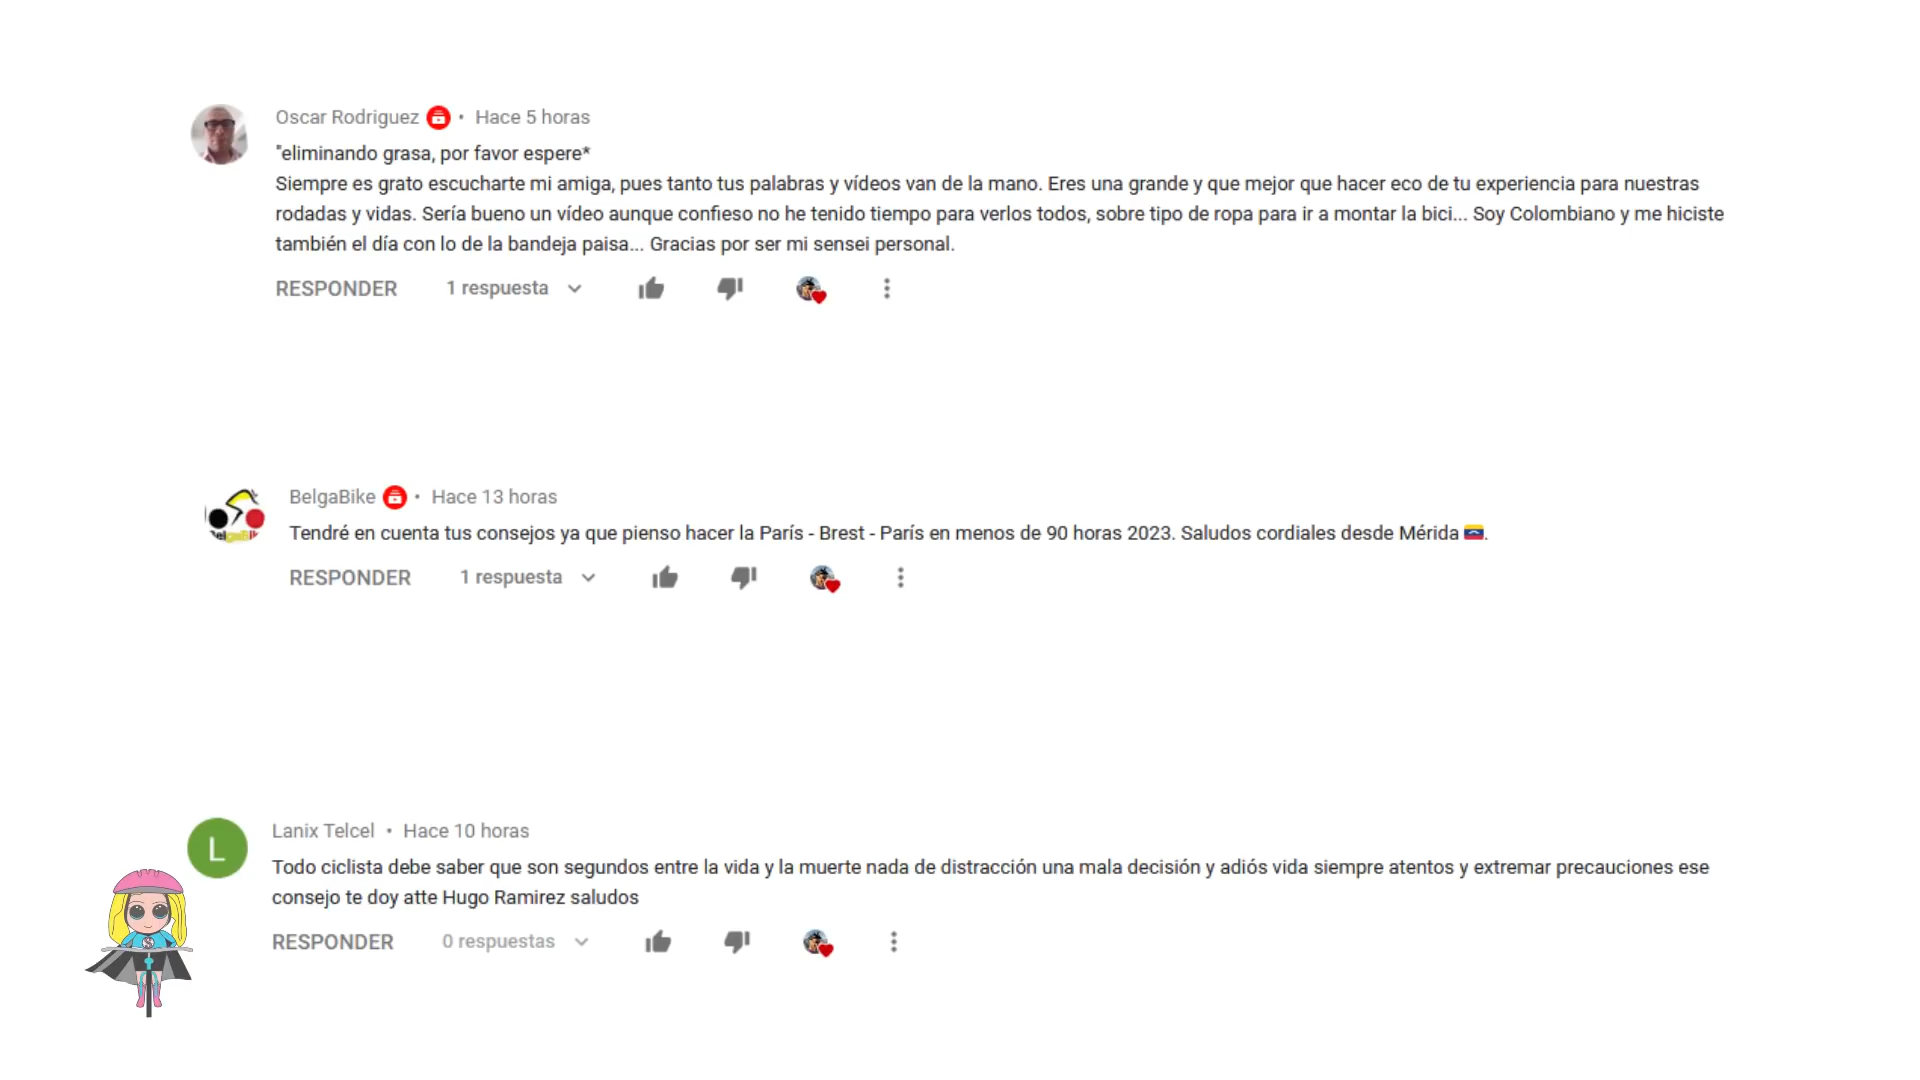 Oscar Rodriguez • Hace 5 horas
"eliminando grasa, por favor espere*
Siempre es grato escucharte mi amiga, pues tanto tus palabras y vídeos van de la mano. Eres una grande y que mejor que hacer eco de tu experiencia para nuestras
rodadas y vidas. Sería bueno un vídeo aunque confieso no he tenido tiempo para verlos todos, sobre tipo de ropa para ir a montar la bici... Soy Colombiano y me hiciste
también el día con lo de la bandeja paisa... Gracias por ser mi sensei personal.
RESPONDER 1 respuesta
BelgaBike • Hace 13 horas
Tendré en cuenta tus consejos ya que pienso hacer la París - Brest - París en menos de 90 horas 2023. Saludos cordiales desde Mérida 🇻🇪.
RESPONDER 1 respuesta
L
Lanix Telcel • Hace 10 horas
Todo ciclista debe saber que son segundos entre la vida y la muerte nada de distracción una mala decisión y adiós vida siempre atentos y extremar precauciones ese
consejo te doy atte Hugo Ramirez saludos
RESPONDER 0 respuestas